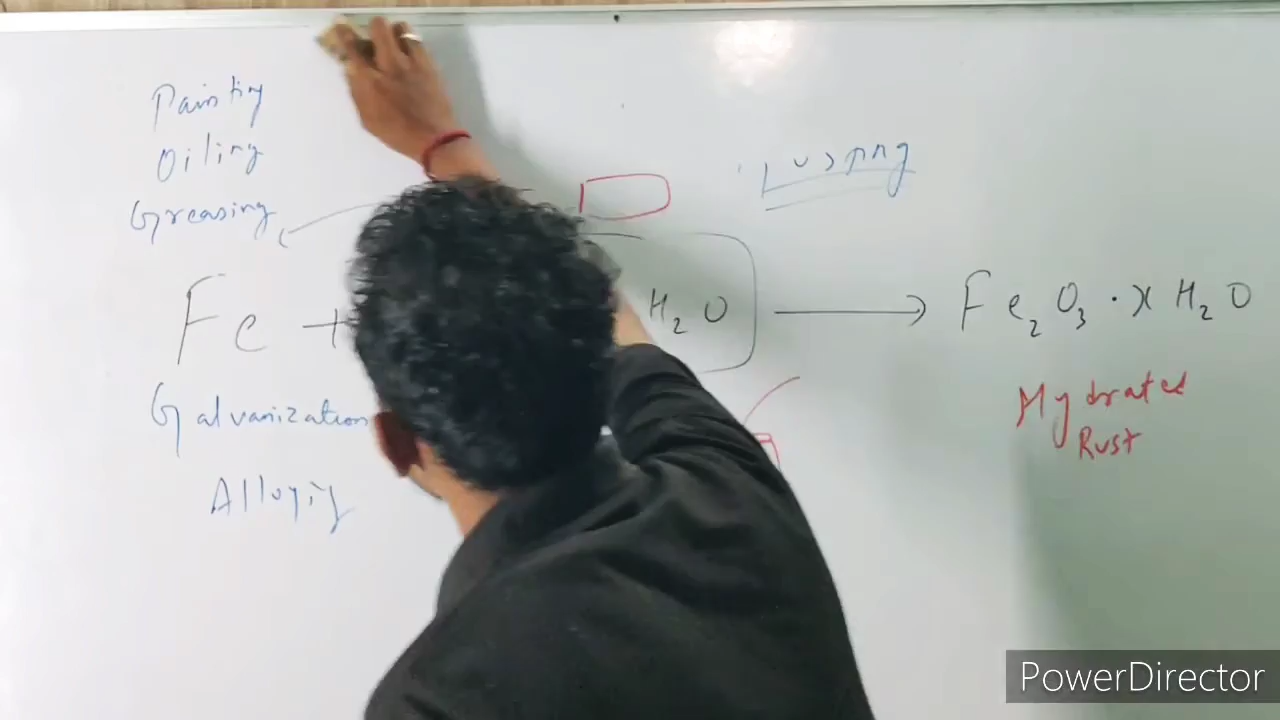 Painting
Oiling
Greasing
Rusting
Fe +
H₂O
Fe₂O₃ · x H₂O
Galvanization
Alloying
Hydrated
Rust
PowerDirector